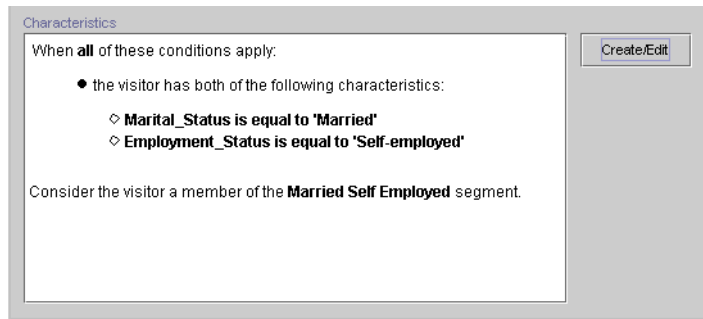 Characteristics
When all of these conditions apply:
Create/Edit
● the visitor has both of the following characteristics:
◇ Marital_Status is equal to 'Married'
◇ Employment_Status is equal to 'Self-employed'
Consider the visitor a member of the Married Self Employed segment.